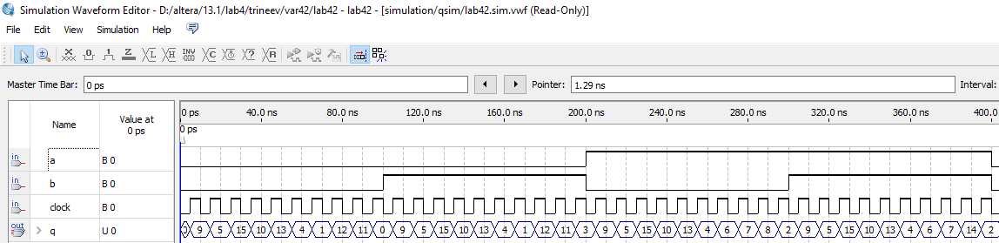 Simulation Waveform Editor - D:/altera/13.1/lab4/trineev/var42/lab42 - lab42 - [simulation/qsim/lab42.sim.vwf (Read-Only)]
File Edit View Simulation Help
Master Time Bar: 0 ps Pointer: 1.29 ns Interval:
Name Value at 0 ps
0 ps 40.0 ns 80.0 ns 120.0 ns 160.0 ns 200.0 ns 240.0 ns 280.0 ns 320.0 ns 360.0 ns 400.0
0 ps
in a B 0
in b B 0
in clock B 0
out q U 0 9 5 15 10 13 4 1 12 11 0 9 5 15 10 13 4 1 12 11 3 9 5 15 10 13 4 7 2 8 2 9 5 15 10 13 4 6 7 14